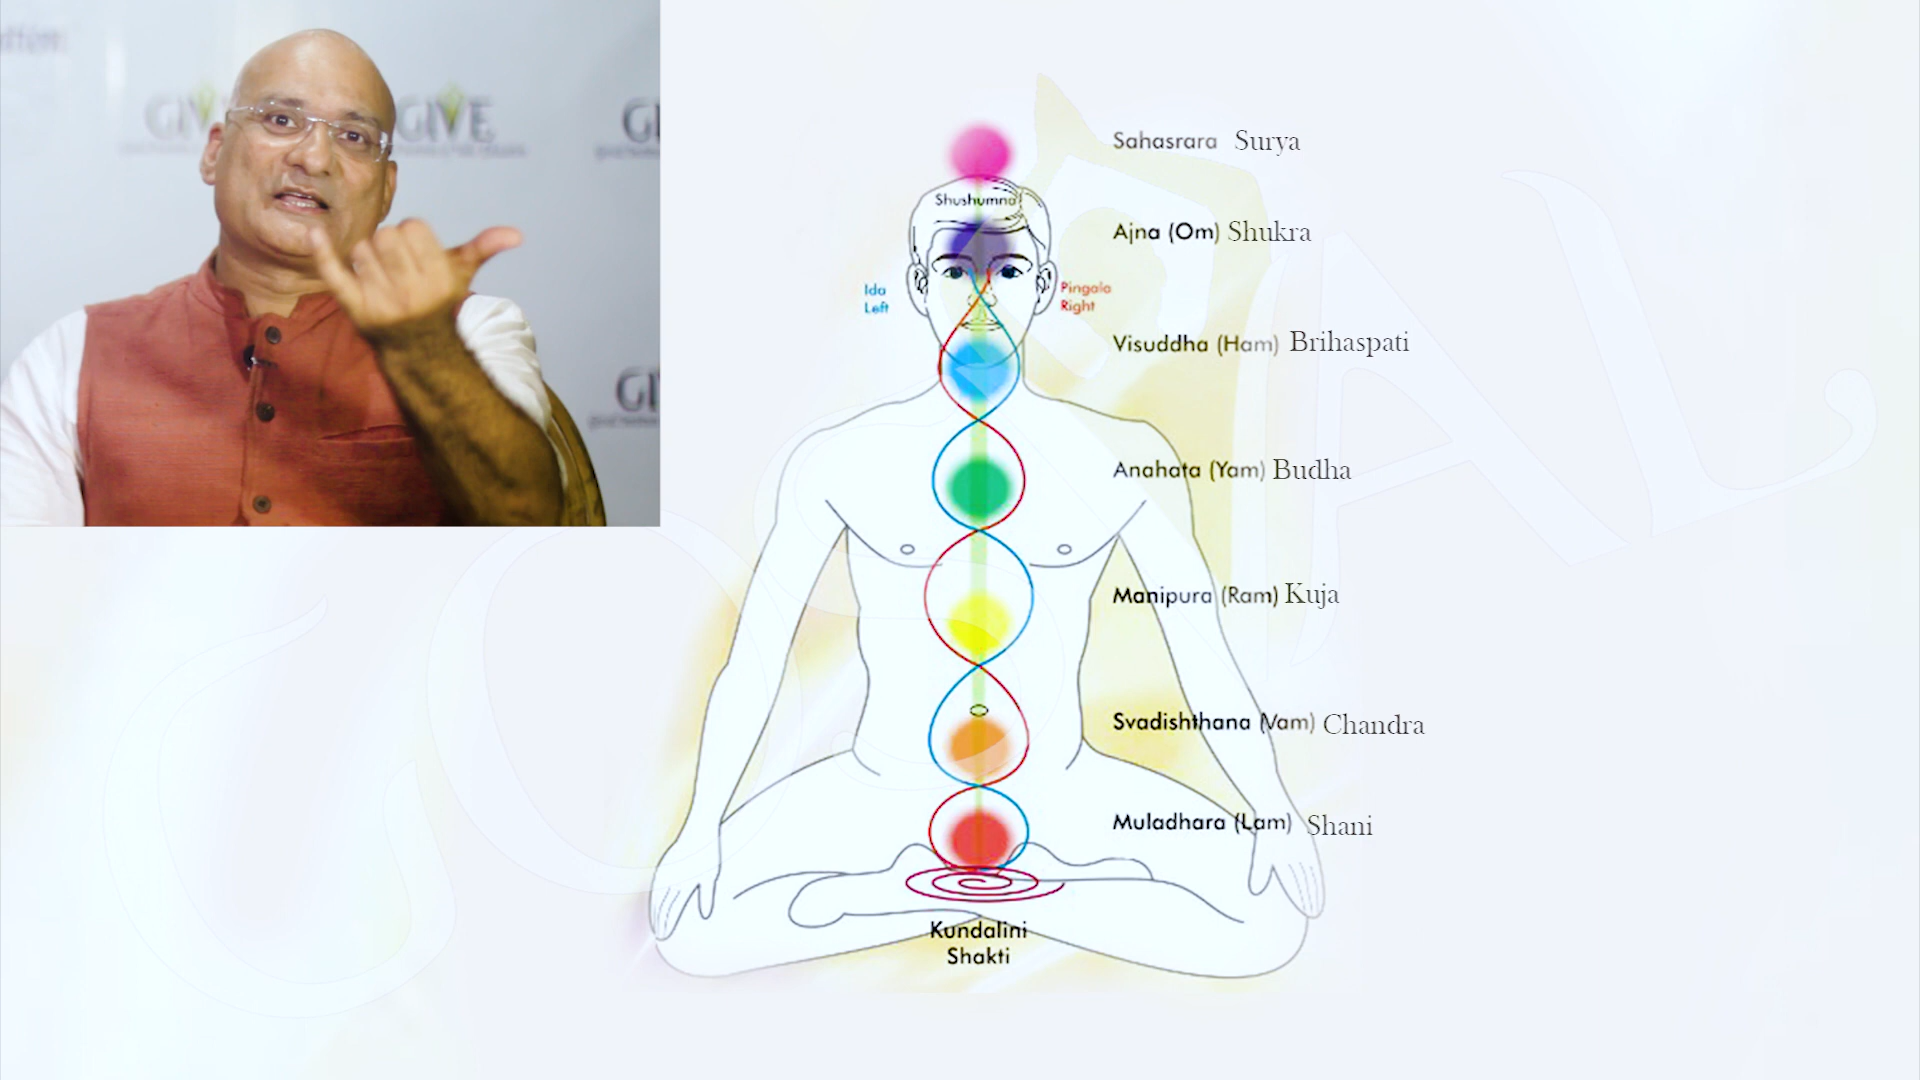 GIVE
GIVE
Sahasrara Surya
Shushumna
Ajna (Om) Shukra
Ida
Left
Pingala
Right
Visuddha (Ham) Brihaspati
Anahata (Yam) Budha
Manipura (Ram) Kuja
Svadishthana (Vam) Chandra
Muladhara (Lam) Shani
Kundalini
Shakti